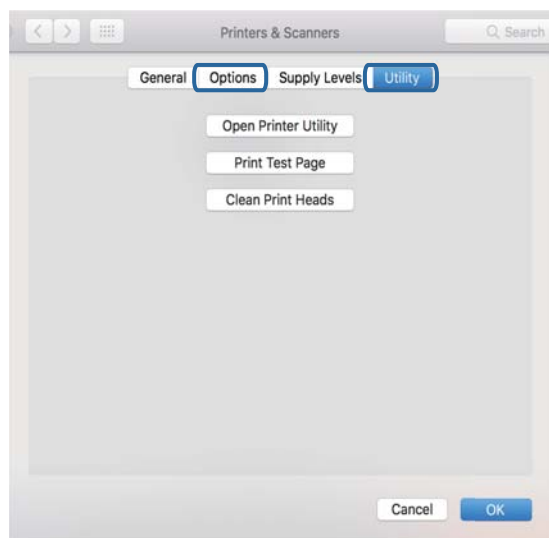 Printers & Scanners Search
General Options Supply Levels Utility
Open Printer Utility
Print Test Page
Clean Print Heads
Cancel OK